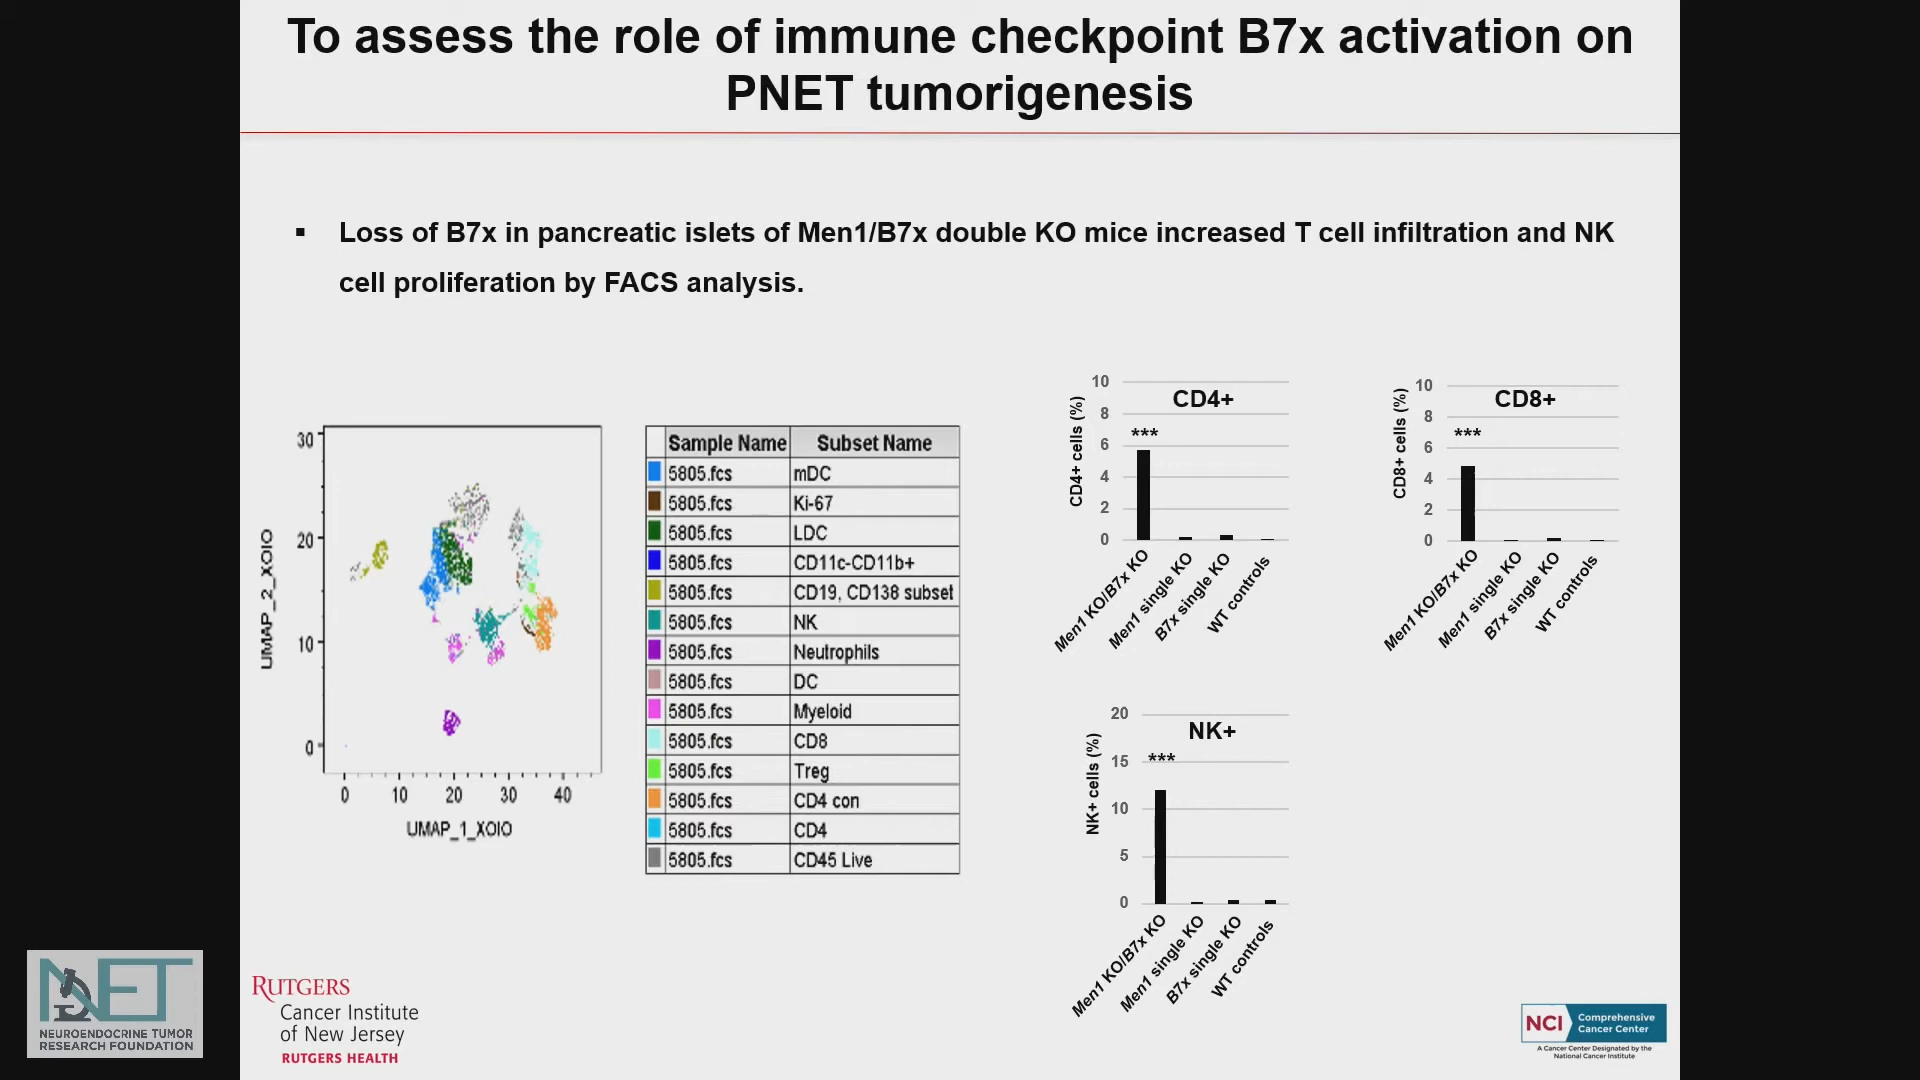 To assess the role of immune checkpoint B7x activation on
PNET tumorigenesis
▪ Loss of B7x in pancreatic islets of Men1/B7x double KO mice increased T cell infiltration and NK
cell proliferation by FACS analysis.
30
20
10
0
UMAP_2_XOIO
0 10 20 30 40
UMAP_1_XOIO
Sample Name Subset Name
5805.fcs mDC
5805.fcs Ki-67
5805.fcs LDC
5805.fcs CD11c-CD11b+
5805.fcs CD19, CD138 subset
5805.fcs NK
5805.fcs Neutrophils
5805.fcs DC
5805.fcs Myeloid
5805.fcs CD8
5805.fcs Treg
5805.fcs CD4 con
5805.fcs CD4
5805.fcs CD45 Live
CD4+
CD4+ cells (%)
10
8
6
4
2
0
***
Men1 KO/B7x KO
Men1 single KO
B7x single KO
WT controls
CD8+
CD8+ cells (%)
10
8
6
4
2
0
***
Men1 KO/B7x KO
Men1 single KO
B7x single KO
WT controls
NK+
NK+ cells (%)
20
15
10
5
0
***
Men1 KO/B7x KO
Men1 single KO
B7x single KO
WT controls
NET
NEUROENDOCRINE TUMOR
RESEARCH FOUNDATION
RUTGERS
Cancer Institute
of New Jersey
RUTGERS HEALTH
NCI Comprehensive
Cancer Center
A Cancer Center Designated by the
National Cancer Institute